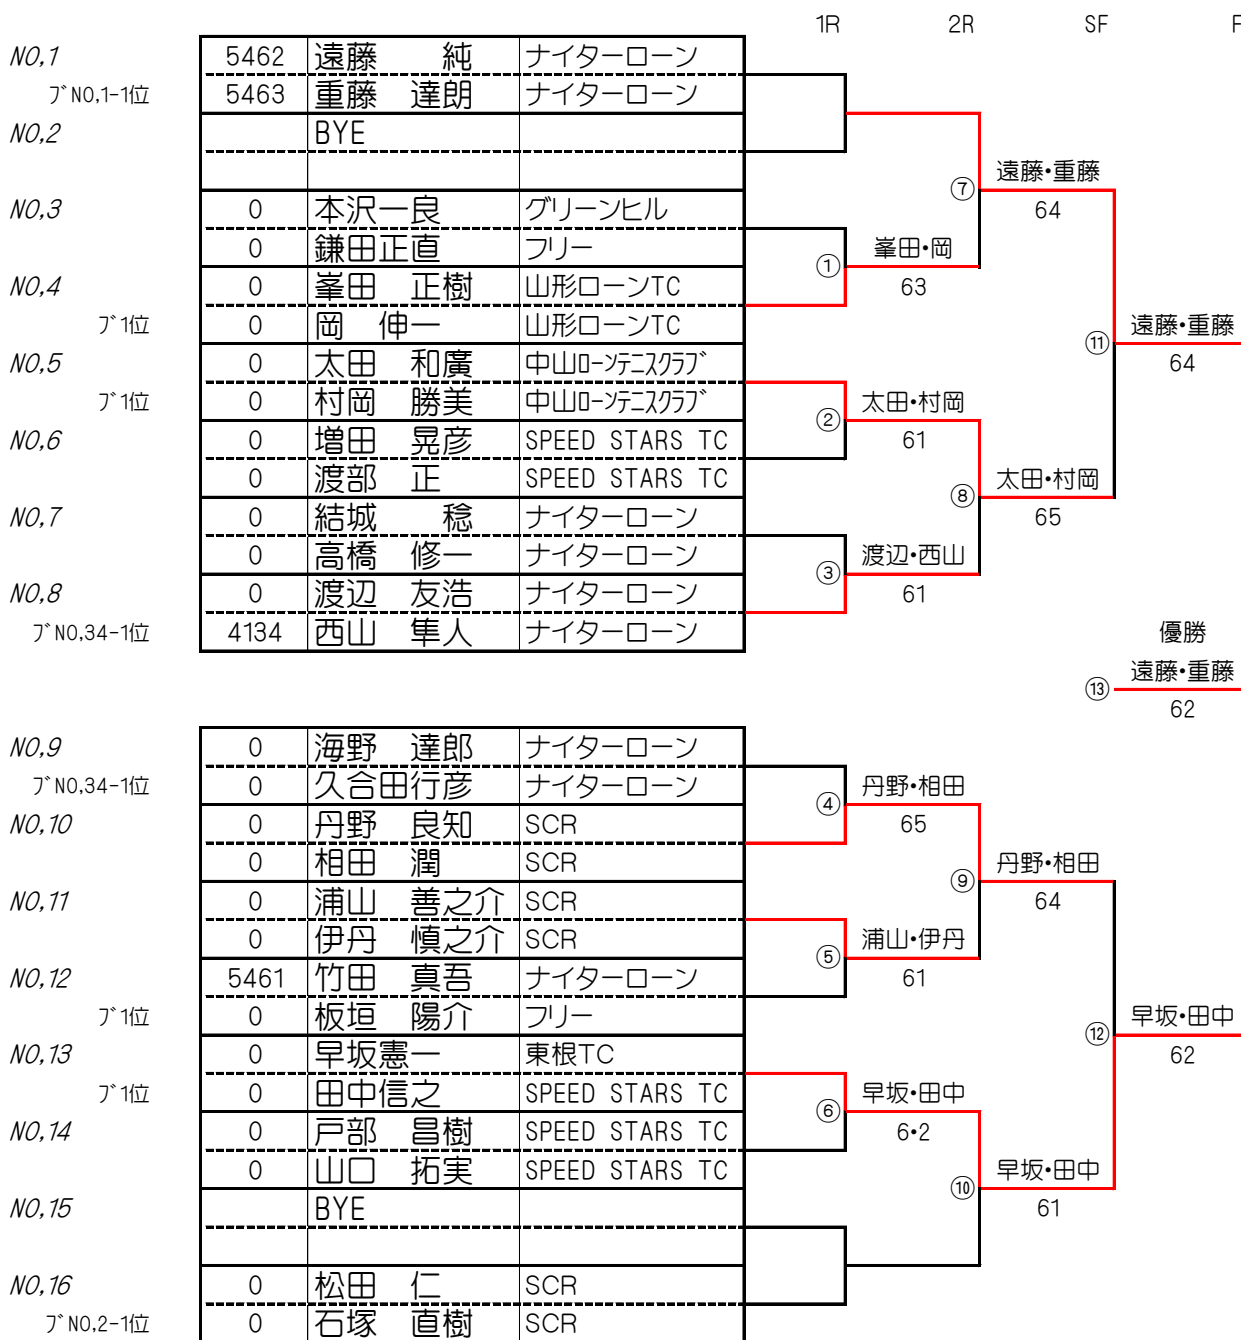 1R 2R SF F
NO,1 5462 遠藤　　純 ナイターローン
ブNO,1-1位 5463 重藤　達朗 ナイターローン
NO,2 BYE
遠藤・重藤
⑦
64
NO,3 0 本沢一良 グリーンヒル
0 鎌田正直 フリー
① 峯田・岡
63
NO,4 0 峯田　正樹 山形ローンTC
ブ1位 0 岡　伸一 山形ローンTC
遠藤・重藤
⑪
64
NO,5 0 太田　和廣 中山ローンテニスクラブ
ブ1位 0 村岡　勝美 中山ローンテニスクラブ
太田・村岡
②
61
NO,6 0 増田　晃彦 SPEED STARS TC
0 渡部　正 SPEED STARS TC
太田・村岡
⑧
65
NO,7 0 結城　　稔 ナイターローン
0 高橋　修一 ナイターローン
渡辺・西山
③
61
NO,8 0 渡辺　友浩 ナイターローン
ブNO,34-1位 4134 西山　隼人 ナイターローン
優勝
遠藤・重藤
⑬
62
NO,9 0 海野　達郎 ナイターローン
ブNO,34-1位 0 久合田行彦 ナイターローン
丹野・相田
④
65
NO,10 0 丹野　良知 SCR
0 相田　潤 SCR
丹野・相田
⑨
64
NO,11 0 浦山　善之介 SCR
0 伊丹　慎之介 SCR
浦山・伊丹
⑤
61
NO,12 5461 竹田　真吾 ナイターローン
ブ1位 0 板垣　陽介 フリー
早坂・田中
⑫
62
NO,13 0 早坂憲一 東根TC
ブ1位 0 田中信之 SPEED STARS TC
早坂・田中
⑥
6・2
NO,14 0 戸部　昌樹 SPEED STARS TC
0 山口　拓実 SPEED STARS TC
早坂・田中
⑩
61
NO,15 BYE
NO,16 0 松田　仁 SCR
ブNO,2-1位 0 石塚　直樹 SCR